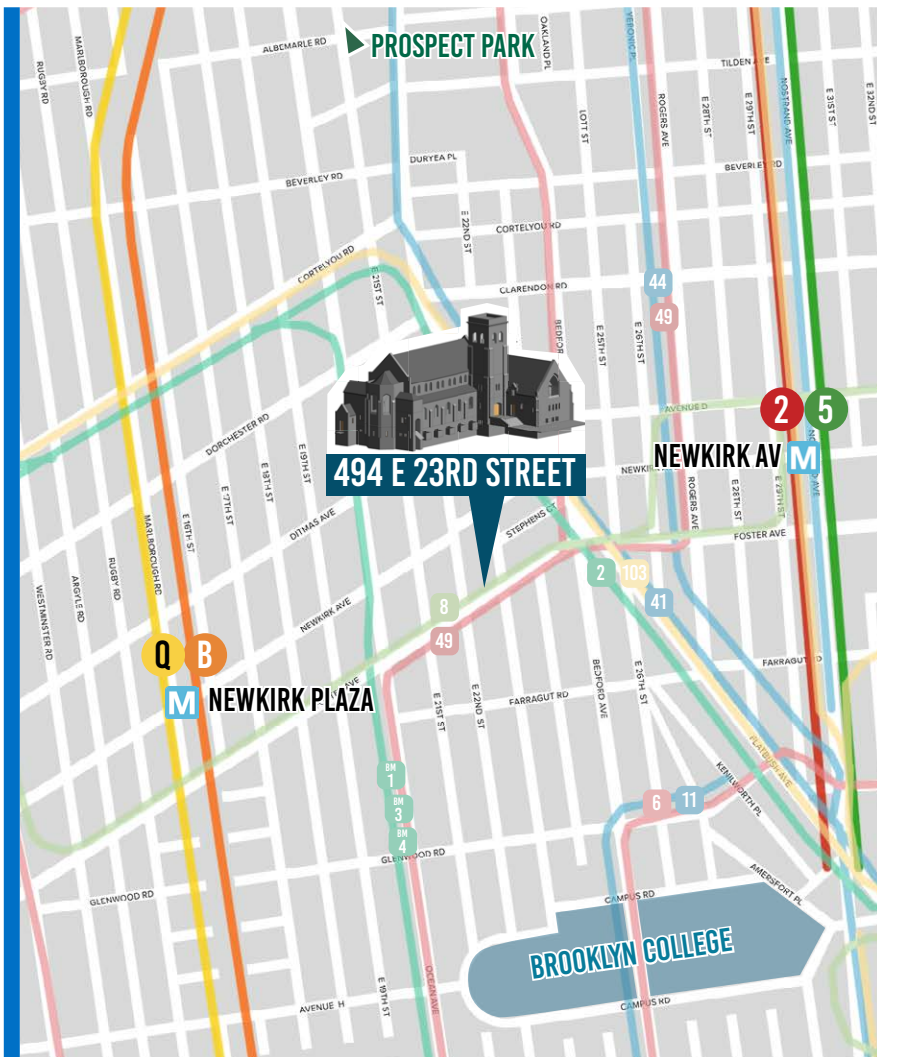 PROSPECT PARK
ALBEMARLE RD
OAKLAND PL
VERONIC PL
RUGBY RD
MARLBOROUGH RD
TILDEN AVE
NOSTRAND AVE
E 31ST ST
E 32ND ST
ROGERS AVE
E 28TH ST
E 29TH ST
LOTT ST
DURYEA PL
BEVERLEY RD
BEVERLEY RD
E 22ND ST
CORTELYOU RD
CORTELYOU RD
E 21ST ST
CLARENDON RD
44
49
BEDFOR
E 25TH ST
E 26TH ST
AVENUE D
2
5
DORCHESTER RD
NEWKIRK AV
M
494 E 23RD STREET
E 19TH ST
E 18TH ST
E 17TH ST
E 16TH ST
DITMAS AVE
STEPHENS CT
ROGERS AVE
E 28TH ST
E 29TH ST
FOSTER AVE
MARLBOROUGH RD
RUGBY RD
ARGYLE RD
WESTMINSTER RD
NEWKIRK AVE
2
103
41
8
49
Q
B
M
NEWKIRK PLAZA
FARRAGUT RD
FARRAGUT RD
E 21ST ST
E 22ND ST
BEDFORD AVE
E 26TH ST
FLATBUSH AVE
KENILWORTH PL
BM
1
BM
3
BM
4
6
11
GLENWOOD RD
GLENWOOD RD
AMERSFORT PL
CAMPUS RD
BROOKLYN COLLEGE
CAMPUS RD
OCEAN AVE
E 19TH ST
AVENUE H